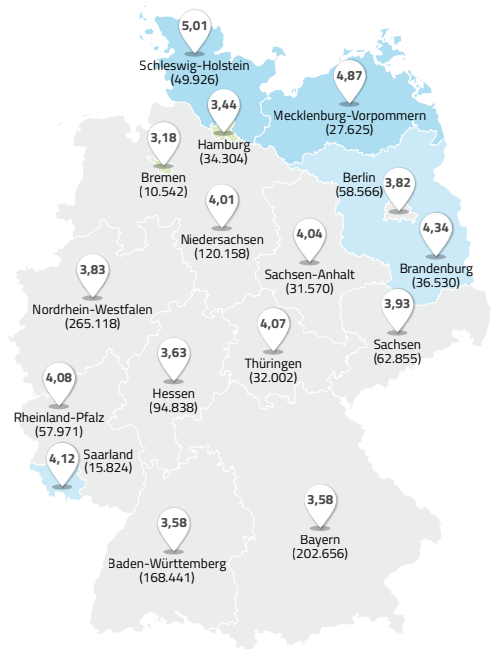 5,01
Schleswig-Holstein
(49.926)
4,87
Mecklenburg-Vorpommern
(27.625)
3,44
Hamburg
(34.304)
3,18
Bremen
(10.542)
Berlin
(58.566)
3,82
4,01
Niedersachsen
(120.158)
4,04
Sachsen-Anhalt
(31.570)
4,34
Brandenburg
(36.530)
3,83
Nordrhein-Westfalen
(265.118)
3,93
Sachsen
(62.855)
4,07
Thüringen
(32.002)
3,63
Hessen
(94.838)
4,08
Rheinland-Pfalz
(57.971)
4,12
Saarland
(15.824)
3,58
Baden-Württemberg
(168.441)
3,58
Bayern
(202.656)